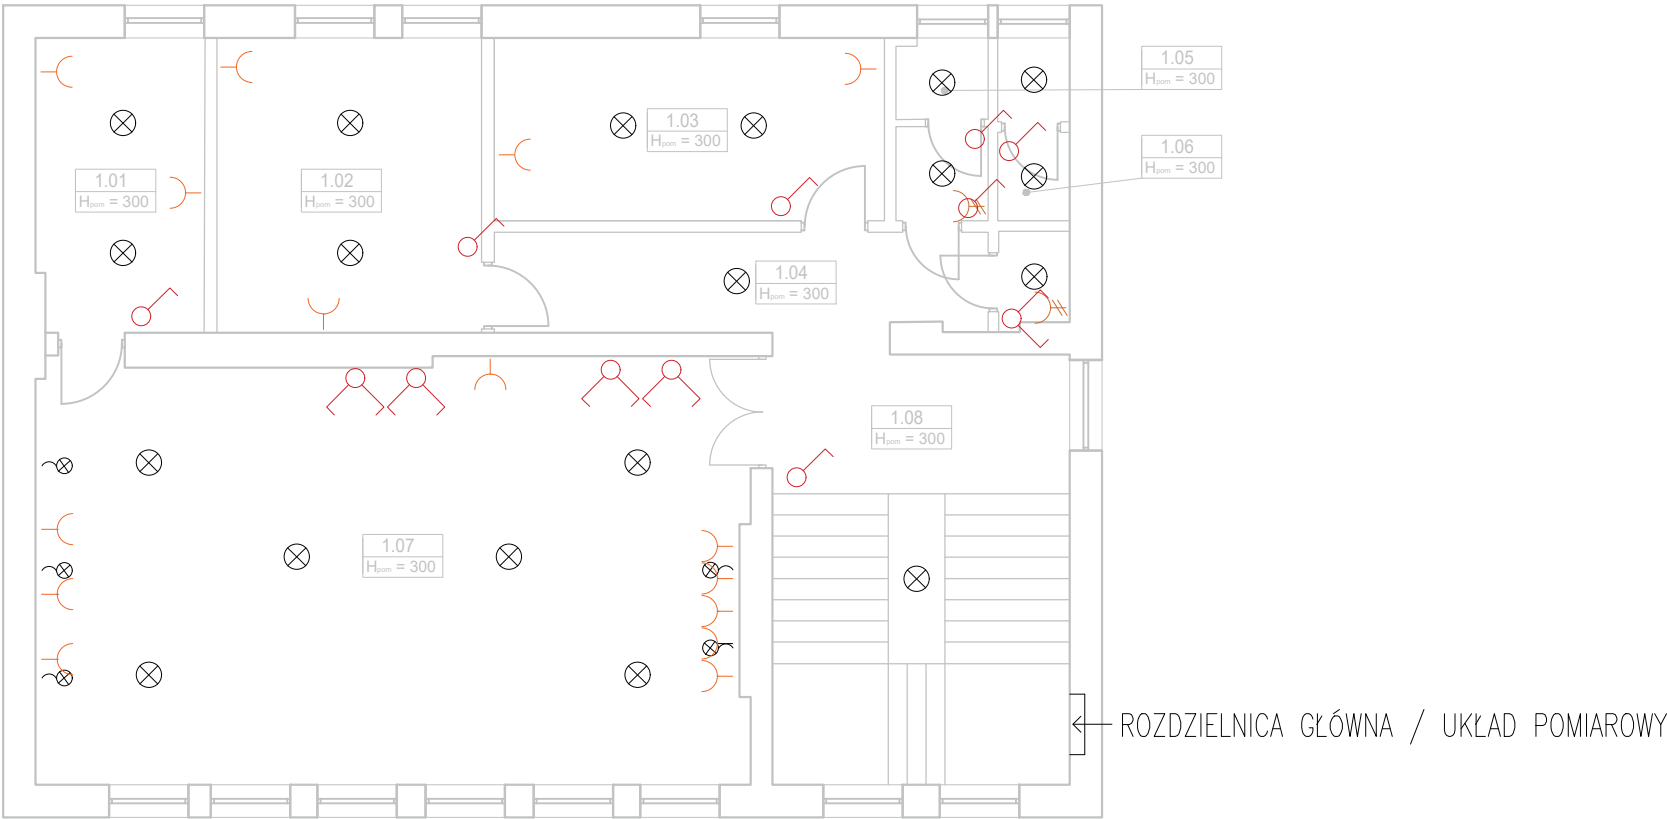 1.05
Hpom = 300
1.03
Hpom = 300
1.06
Hpom = 300
1.01
Hpom = 300
1.02
Hpom = 300
1.04
Hpom = 300
1.08
Hpom = 300
1.07
Hpom = 300
ROZDZIELNICA GŁÓWNA / UKŁAD POMIAROWY